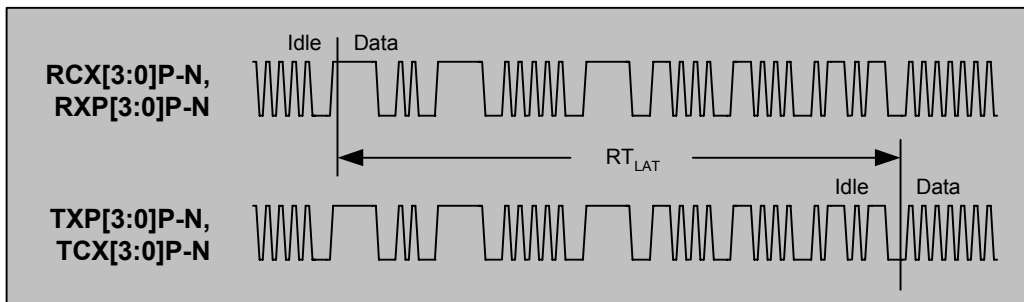 Idle Data
RCX[3:0]P-N,
RXP[3:0]P-N
RTLAT
Idle Data
TXP[3:0]P-N,
TCX[3:0]P-N